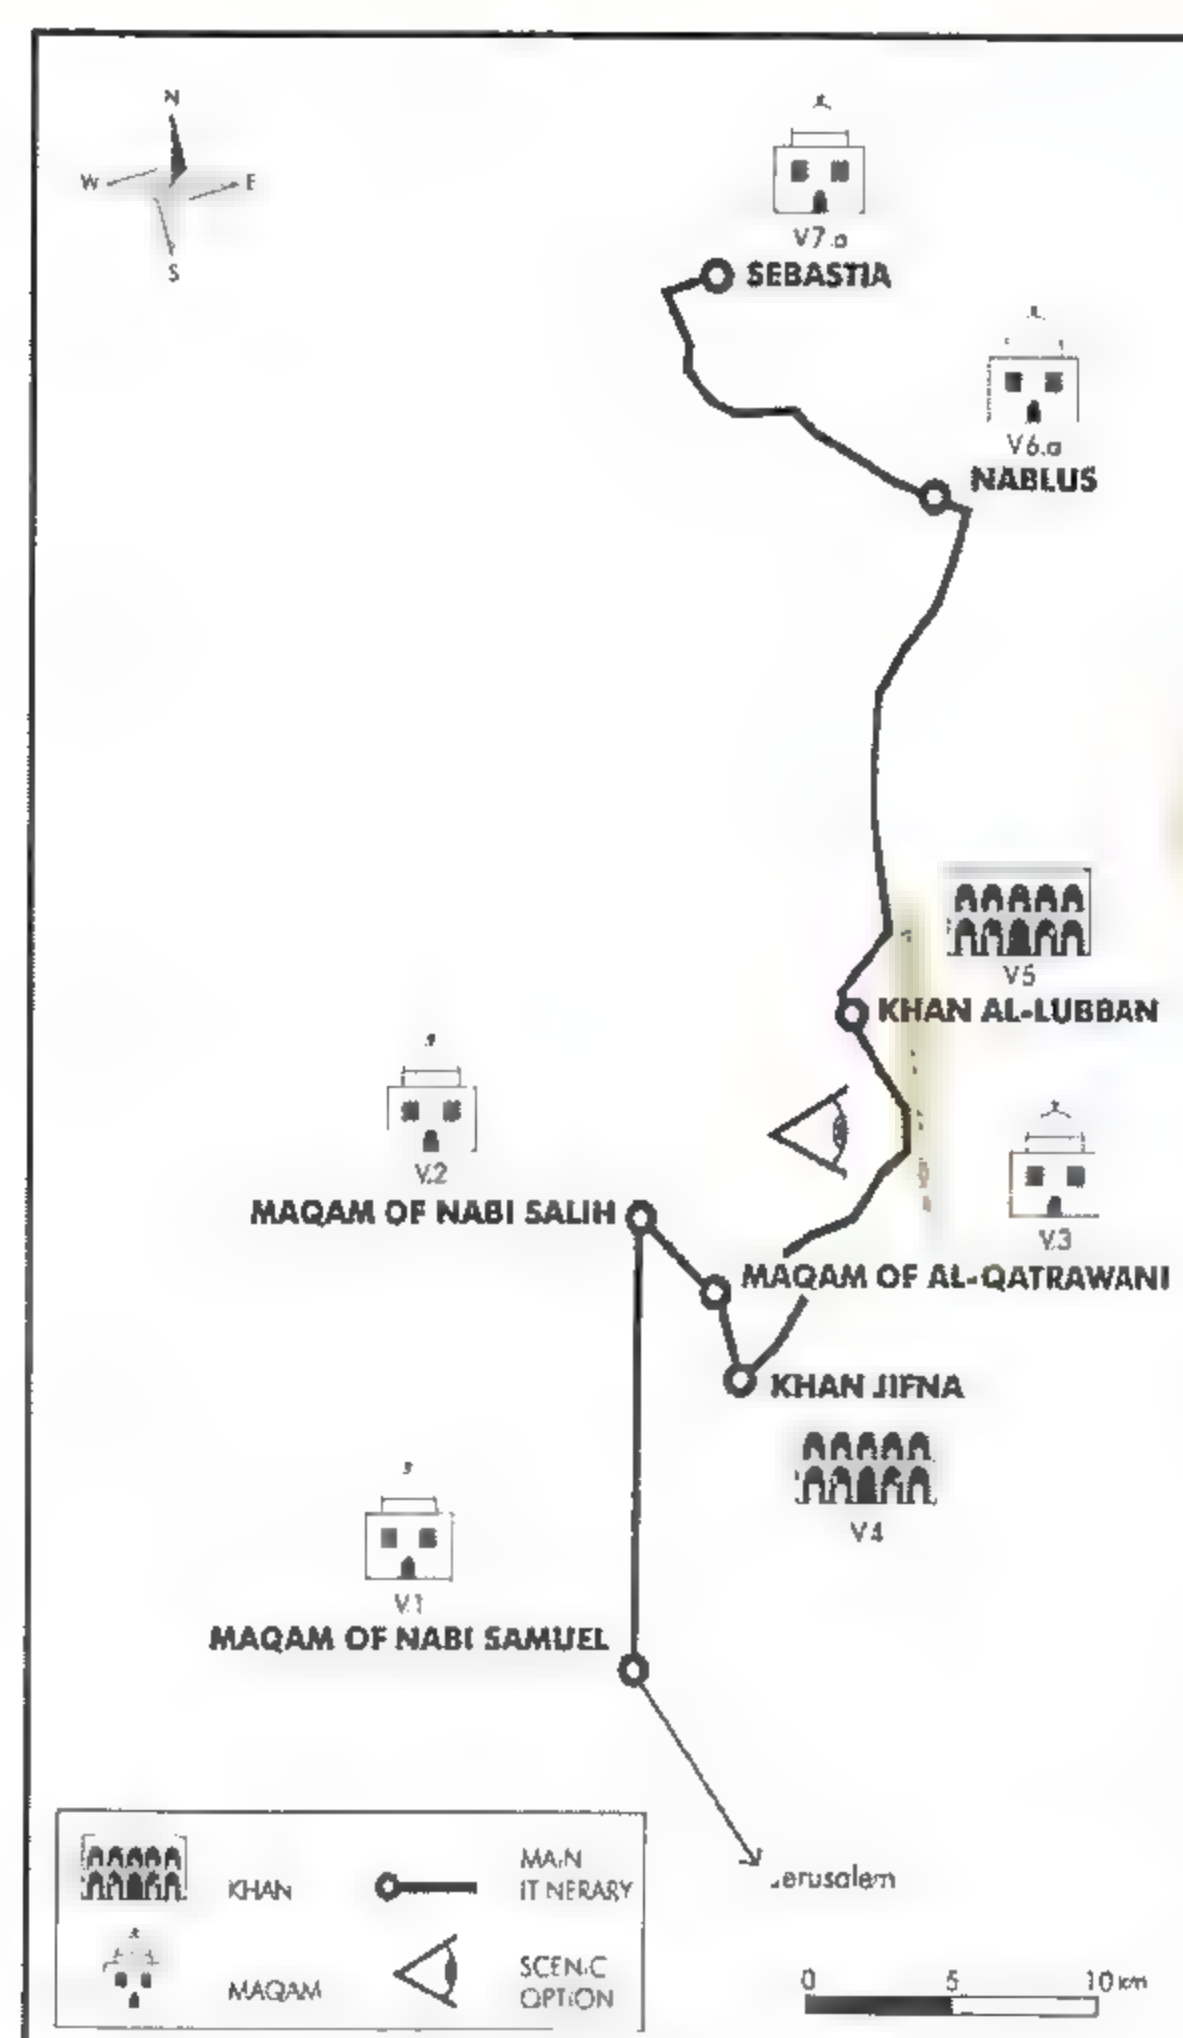 N
W
E
S
V7.a
SEBASTIA
V6.a
NABLUS
V5
KHAN AL-LUBBAN
V.2
MAQAM OF NABI SALIH
V.3
MAQAM OF AL-QATRAWANI
KHAN JIFNA
V4
V.1
MAQAM OF NABI SAMUEL
Jerusalem
KHAN
MAIN
ITINERARY
MAQAM
SCENIC
OPTION
0 5 10 km